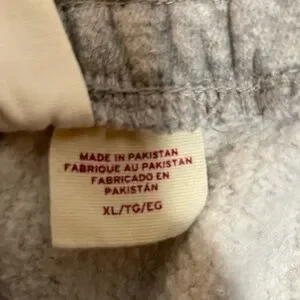 MADE IN PAKISTAN
FABRIQUE AU PAKISTAN
FABRICADO EN
PAKISTÁN
XL/TG/EG